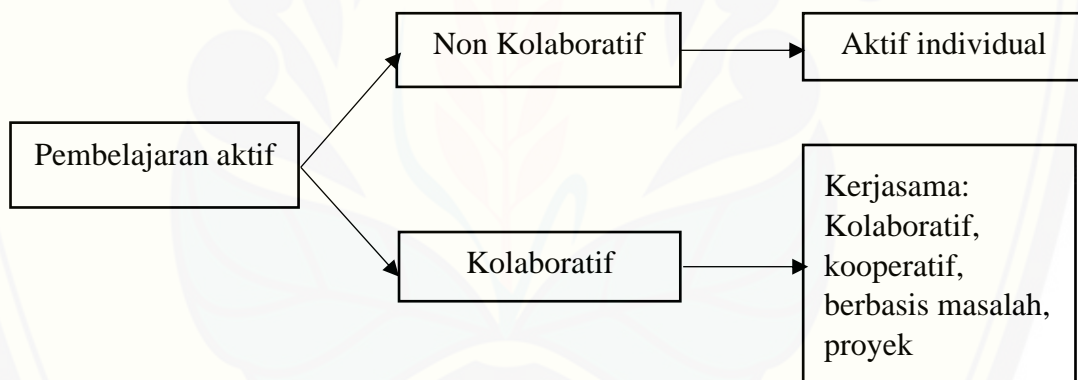 Non Kolaboratif
Aktif individual
Pembelajaran aktif
Kerjasama:
Kolaboratif,
kooperatif,
berbasis masalah,
proyek
Kolaboratif